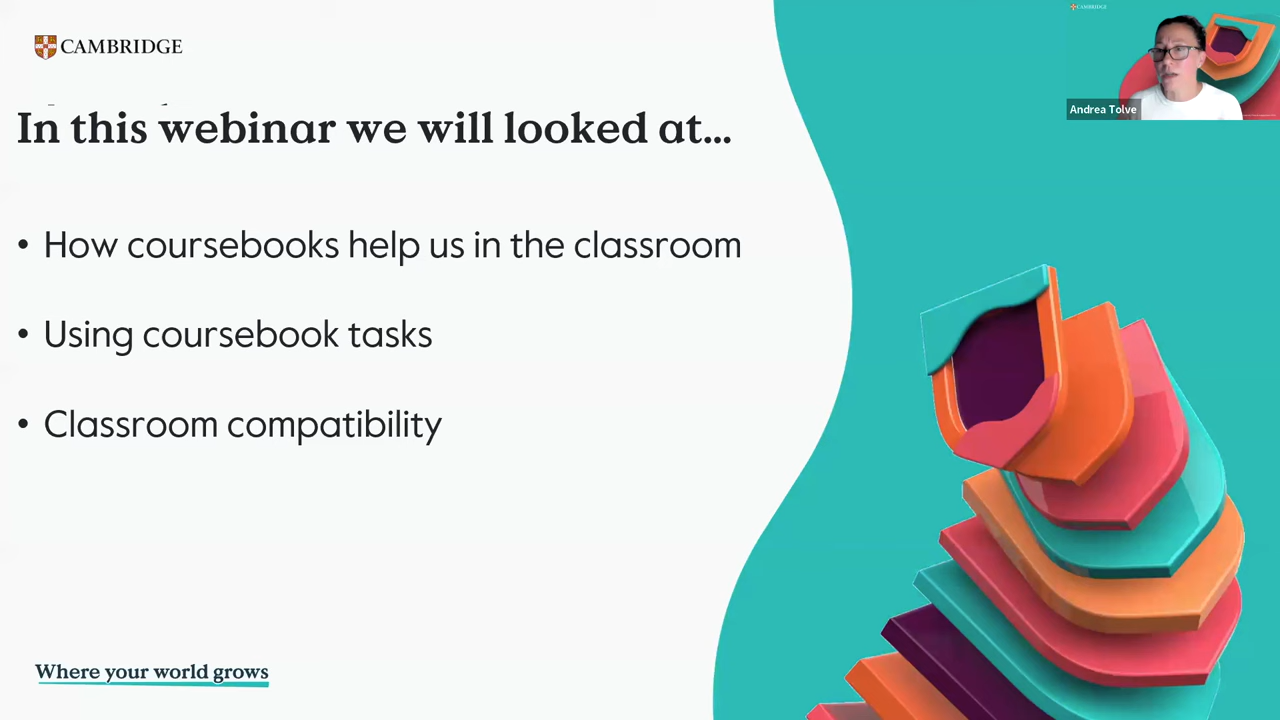 CAMBRIDGE
CAMBRIDGE
Andrea Tolve
In this webinar we will looked at...
• How coursebooks help us in the classroom
• Using coursebook tasks
• Classroom compatibility
Where your world grows